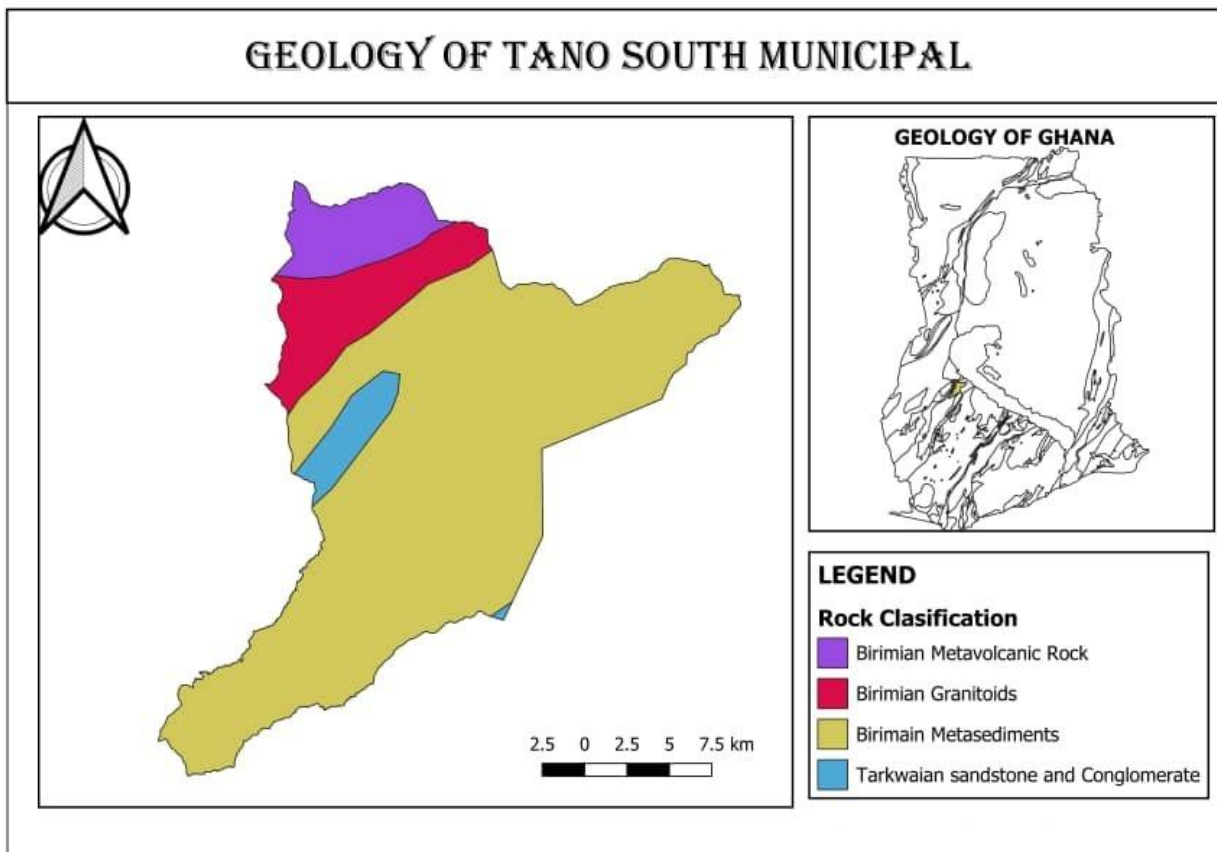 GEOLOGY OF TANO SOUTH MUNICIPAL
GEOLOGY OF GHANA
2.5 0 2.5 5 7.5 km
LEGEND
Rock Clasification
Birimian Metavolcanic Rock
Birimian Granitoids
Birimain Metasediments
Tarkwaian sandstone and Conglomerate